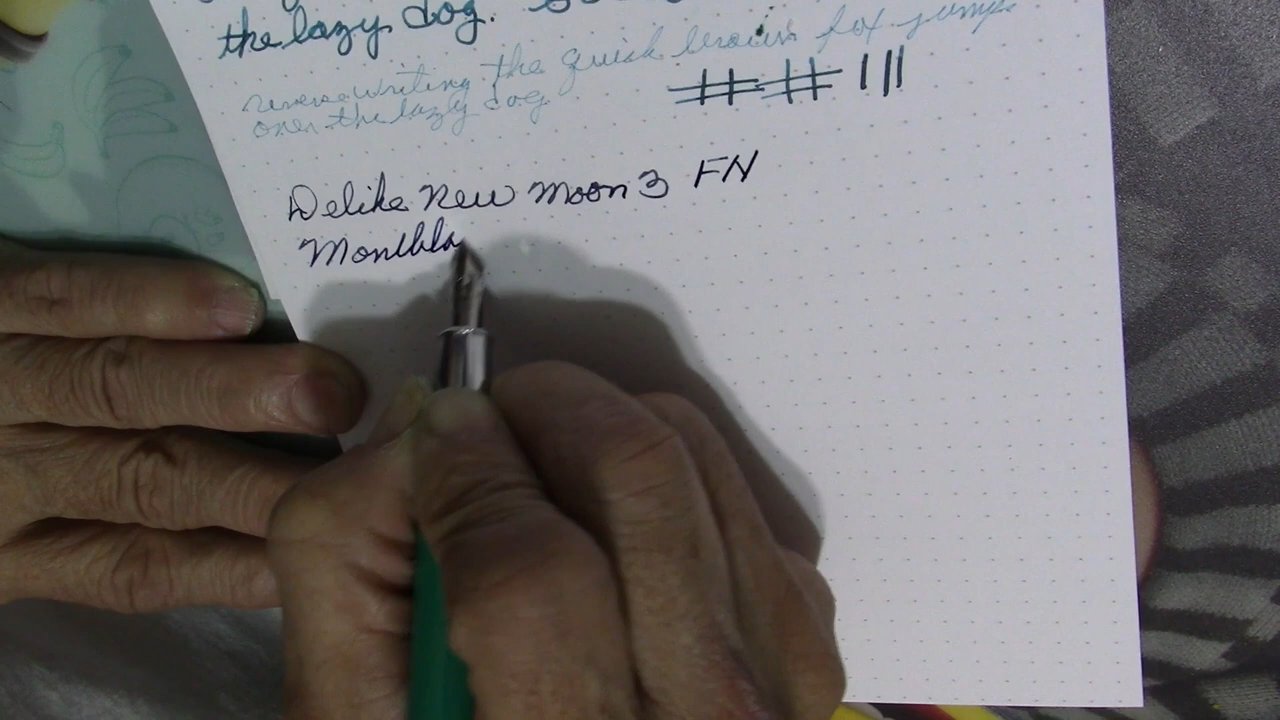 the lazy dog.
reverse writing the quick brown fox jumps
over the lazy dog
Delike New Moon 3 FN
Montbla